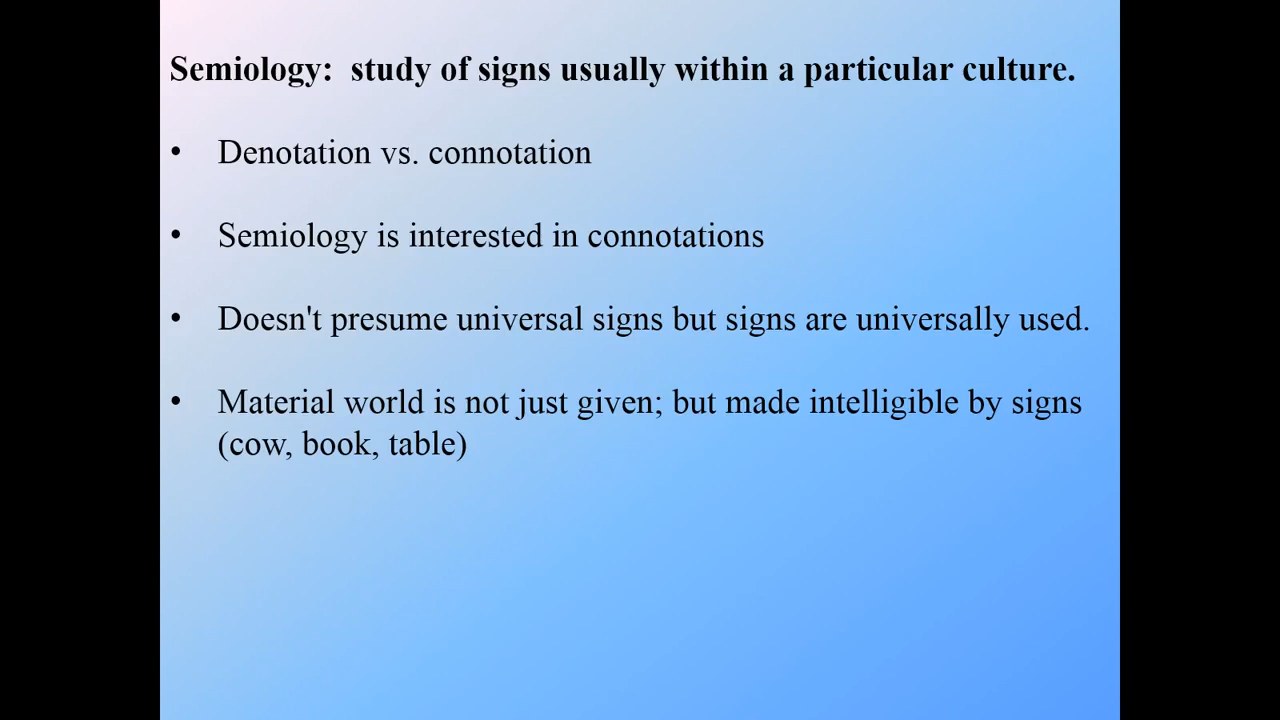 Semiology:  study of signs usually within a particular culture.
• Denotation vs. connotation
• Semiology is interested in connotations
• Doesn't presume universal signs but signs are universally used.
• Material world is not just given; but made intelligible by signs
(cow, book, table)